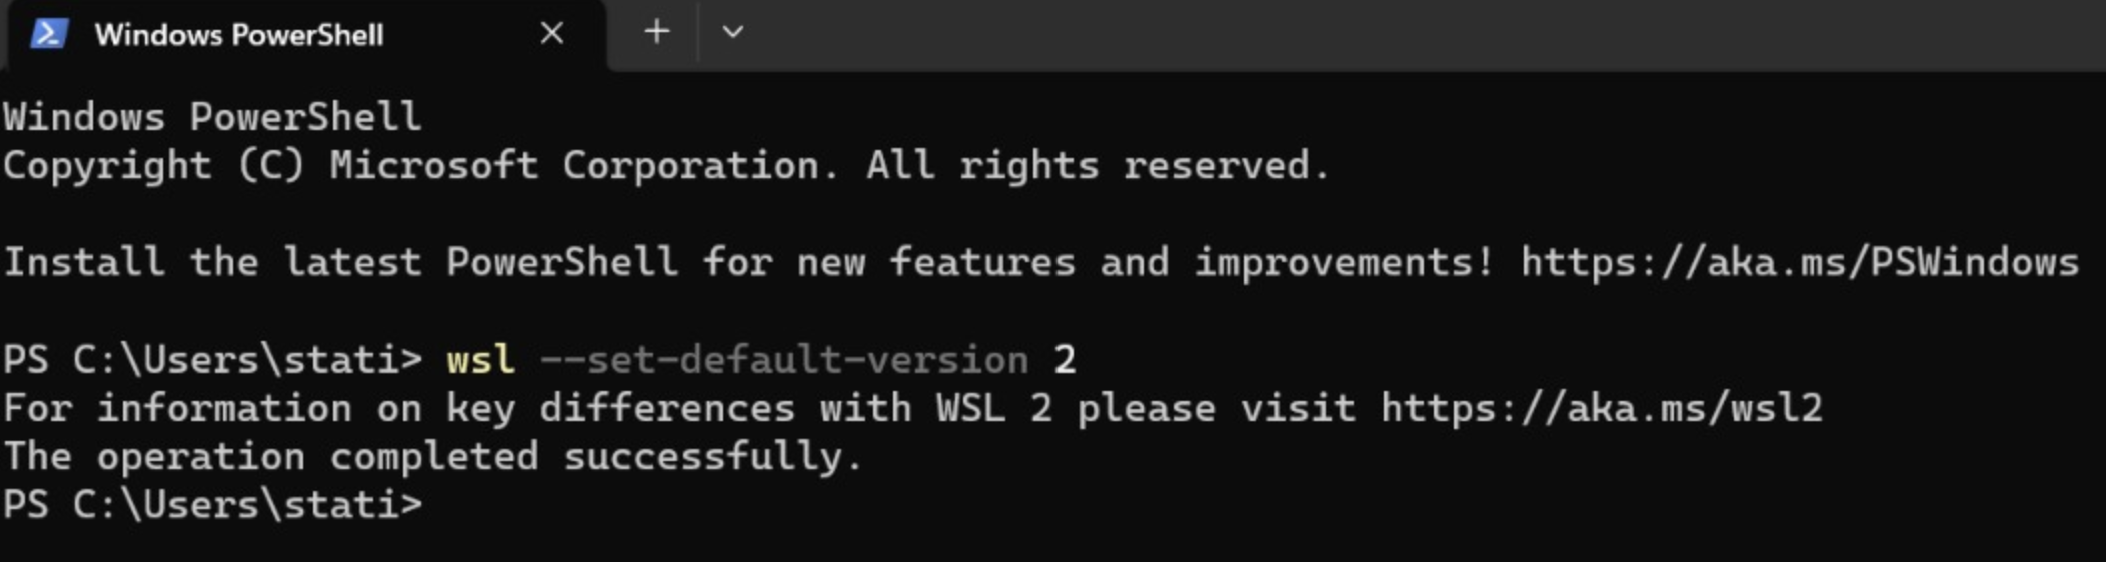 Windows PowerShell
Windows PowerShell
Copyright (C) Microsoft Corporation. All rights reserved.
Install the latest PowerShell for new features and improvements! https://aka.ms/PSWindows
PS C:\Users\stati> wsl --set-default-version 2
For information on key differences with WSL 2 please visit https://aka.ms/wsl2
The operation completed successfully.
PS C:\Users\stati>